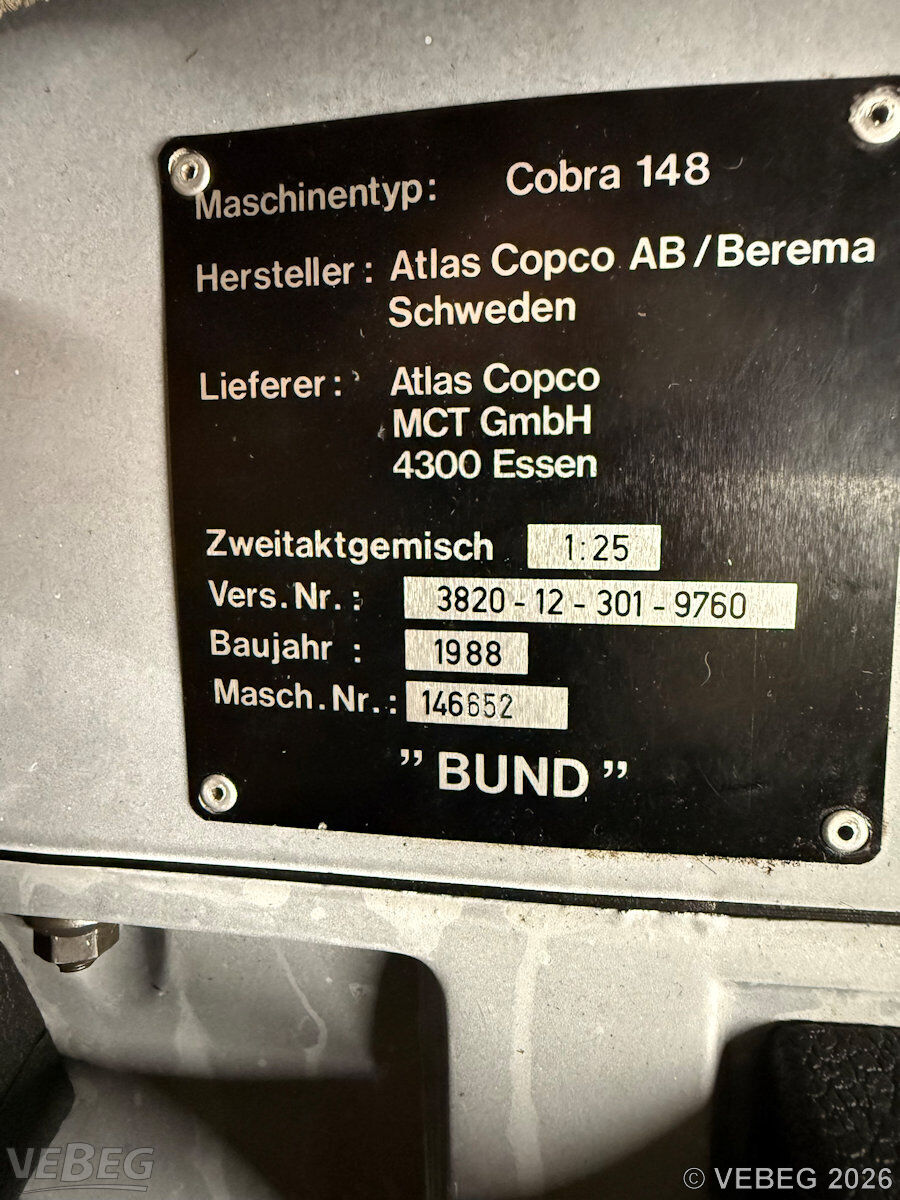 Maschinentyp: Cobra 148
Hersteller: Atlas Copco AB/Berema
Schweden
Lieferer: Atlas Copco
MCT GmbH
4300 Essen
Zweitaktgemisch 1:25
Vers.Nr.: 3820-12-301-9760
Baujahr : 1988
Masch.Nr.: 146652
” BUND ”
VEBEG
© VEBEG 2026